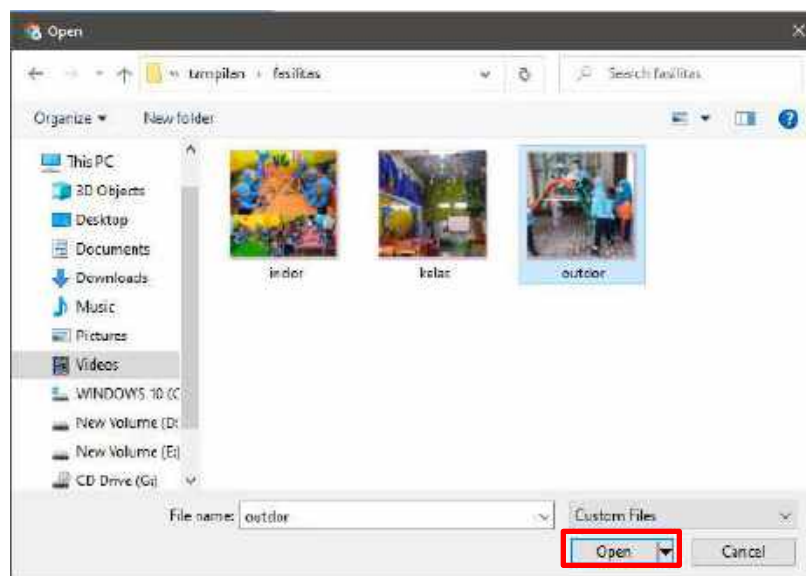 Open
« tampilan › fasilitas
Search fasilitas
Organize
New folder
This PC
3D Objects
Desktop
Documents
Downloads
Music
Pictures
Videos
WINDOWS 10 (C
New Volume (D:
New Volume (E:)
CD Drive (G:)
indor
kelas
outdor
File name: outdor
Custom Files
Open
Cancel